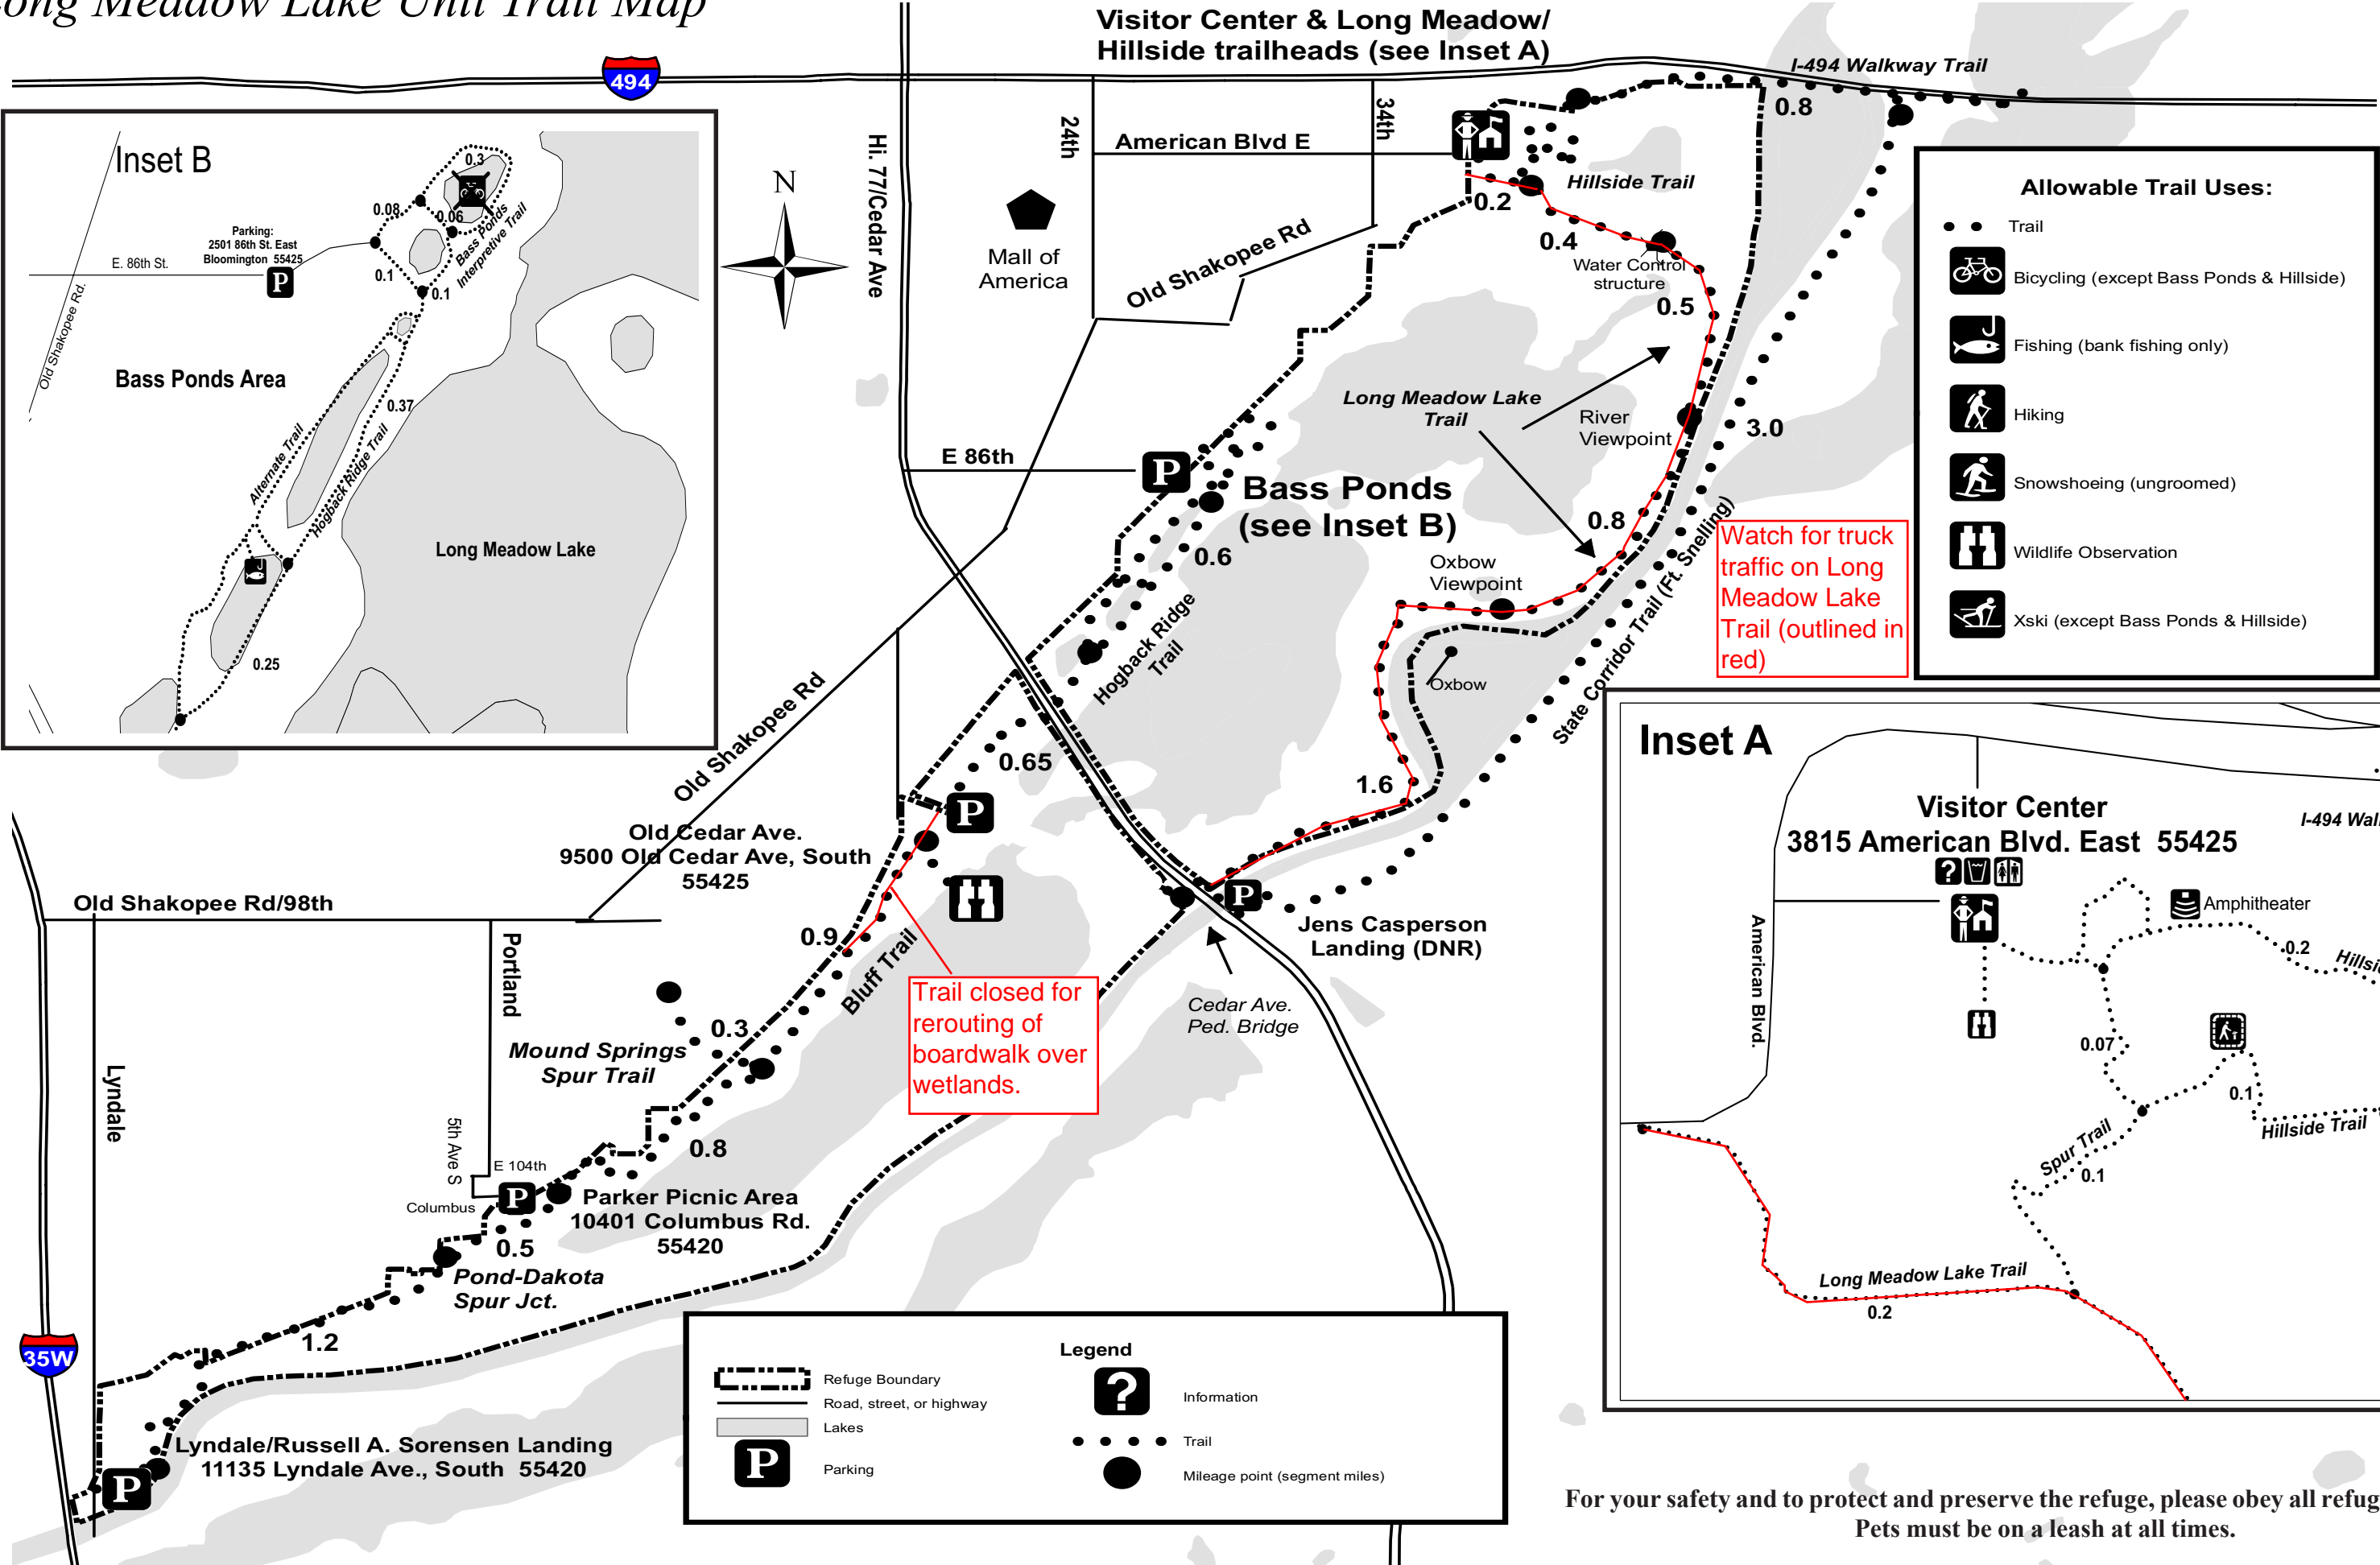 Long Meadow Lake Unit Trail Map
Visitor Center & Long Meadow/
Hillside trailheads (see Inset A)
494
I-494 Walkway Trail
0.8
34th
24th
American Blvd E
Hi. 77/Cedar Ave
N
Mall of
America
Old Shakopee Rd
Hillside Trail
0.2
0.4
Water Control
structure
0.5
Long Meadow Lake
Trail
River
Viewpoint
3.0
E 86th
Bass Ponds
(see Inset B)
0.6
0.8
Oxbow
Viewpoint
Oxbow
State Corridor Trail (Ft. Snelling)
Hogback Ridge
Trail
Watch for truck
traffic on Long
Meadow Lake
Trail (outlined in
red)
1.6
0.65
Old Shakopee Rd
P
P
P
Old Cedar Ave.
9500 Old Cedar Ave, South
55425
Old Shakopee Rd/98th
0.9
Bluff Trail
Jens Casperson
Landing (DNR)
Cedar Ave.
Ped. Bridge
Trail closed for
rerouting of
boardwalk over
wetlands.
Portland
Lyndale
0.3
Mound Springs
Spur Trail
0.8
5th Ave S
E 104th
Columbus
P
Parker Picnic Area
10401 Columbus Rd.
55420
0.5
Pond-Dakota
Spur Jct.
1.2
35W
Lyndale/Russell A. Sorensen Landing
11135 Lyndale Ave., South 55420
P
Inset B
0.3
0.08
0.06
Bass Ponds
Interpretive Trail
Parking:
2501 86th St. East
Bloomington 55425
E. 86th St.
P
0.1
0.1
Old Shakopee Rd.
Bass Ponds Area
0.37
Alternate Trail
Hogback Ridge Trail
Long Meadow Lake
0.25
Allowable Trail Uses:
Trail
Bicycling (except Bass Ponds & Hillside)
Fishing (bank fishing only)
Hiking
Snowshoeing (ungroomed)
Wildlife Observation
Xski (except Bass Ponds & Hillside)
Inset A
Visitor Center
3815 American Blvd. East 55425
I-494 Wal
?
Amphitheater
American Blvd.
0.2
Hillsi
0.07
0.1
Hillside Trail
Spur Trail
0.1
Long Meadow Lake Trail
0.2
Legend
Refuge Boundary
Road, street, or highway
Lakes
P
Parking
?
Information
Trail
Mileage point (segment miles)
For your safety and to protect and preserve the refuge, please obey all refug
Pets must be on a leash at all times.